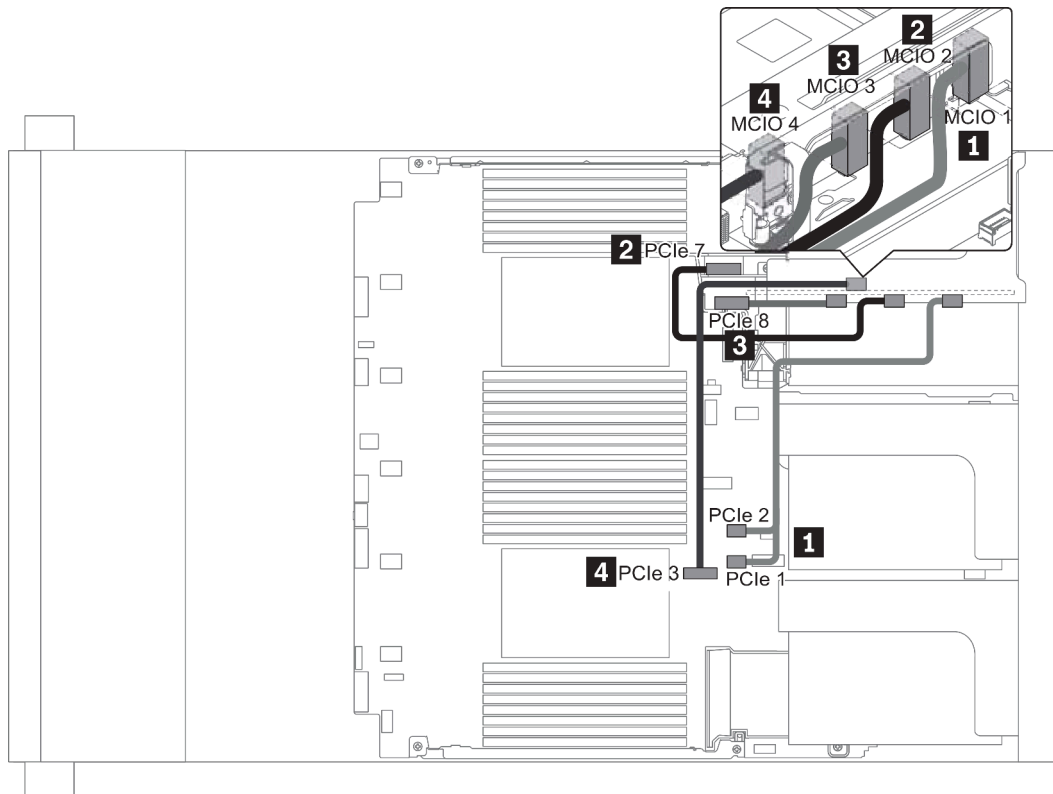 2
MCIO 2
3
MCIO 3
4
MCIO 4
MCIO 1
1
2 PCIe 7
PCIe 8
3
PCIe 2
1
4 PCIe 3
PCIe 1